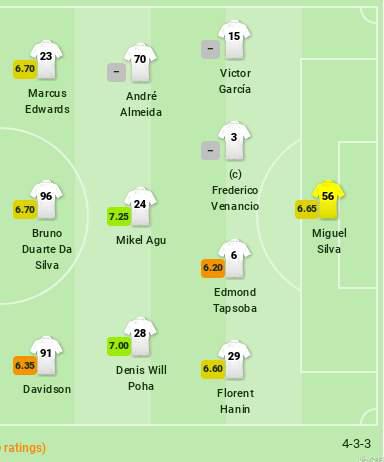 23
6.70
Marcus
Edwards
70
–
André
Almeida
15
–
Victor
García
3
–
(c)
Frederico
Venancio
96
6.70
Bruno
Duarte Da
Silva
24
7.25
Mikel Agu
56
6.65
Miguel
Silva
6
6.20
Edmond
Tapsoba
91
6.35
Davidson
28
7.00
Denis Will
Poha
29
6.60
Florent
Hanin
ratings)
4-3-3